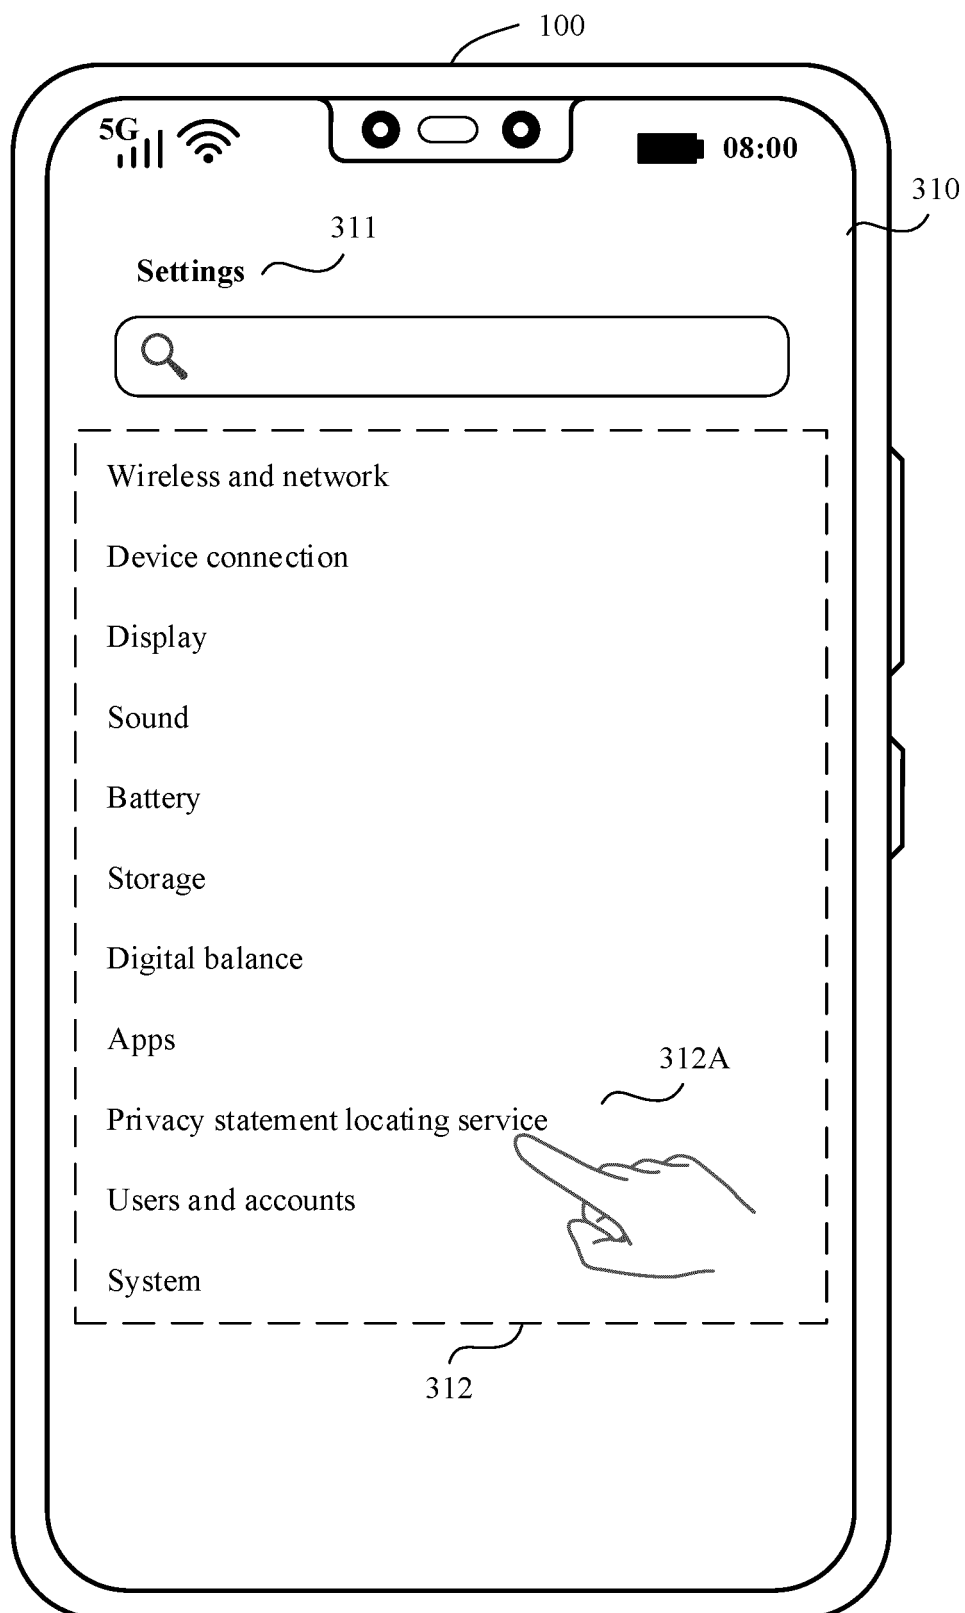 100
5G
08:00
310
311
Settings
Wireless and network
Device connection
Display
Sound
Battery
Storage
Digital balance
Apps
312A
Privacy statement locating service
Users and accounts
System
312